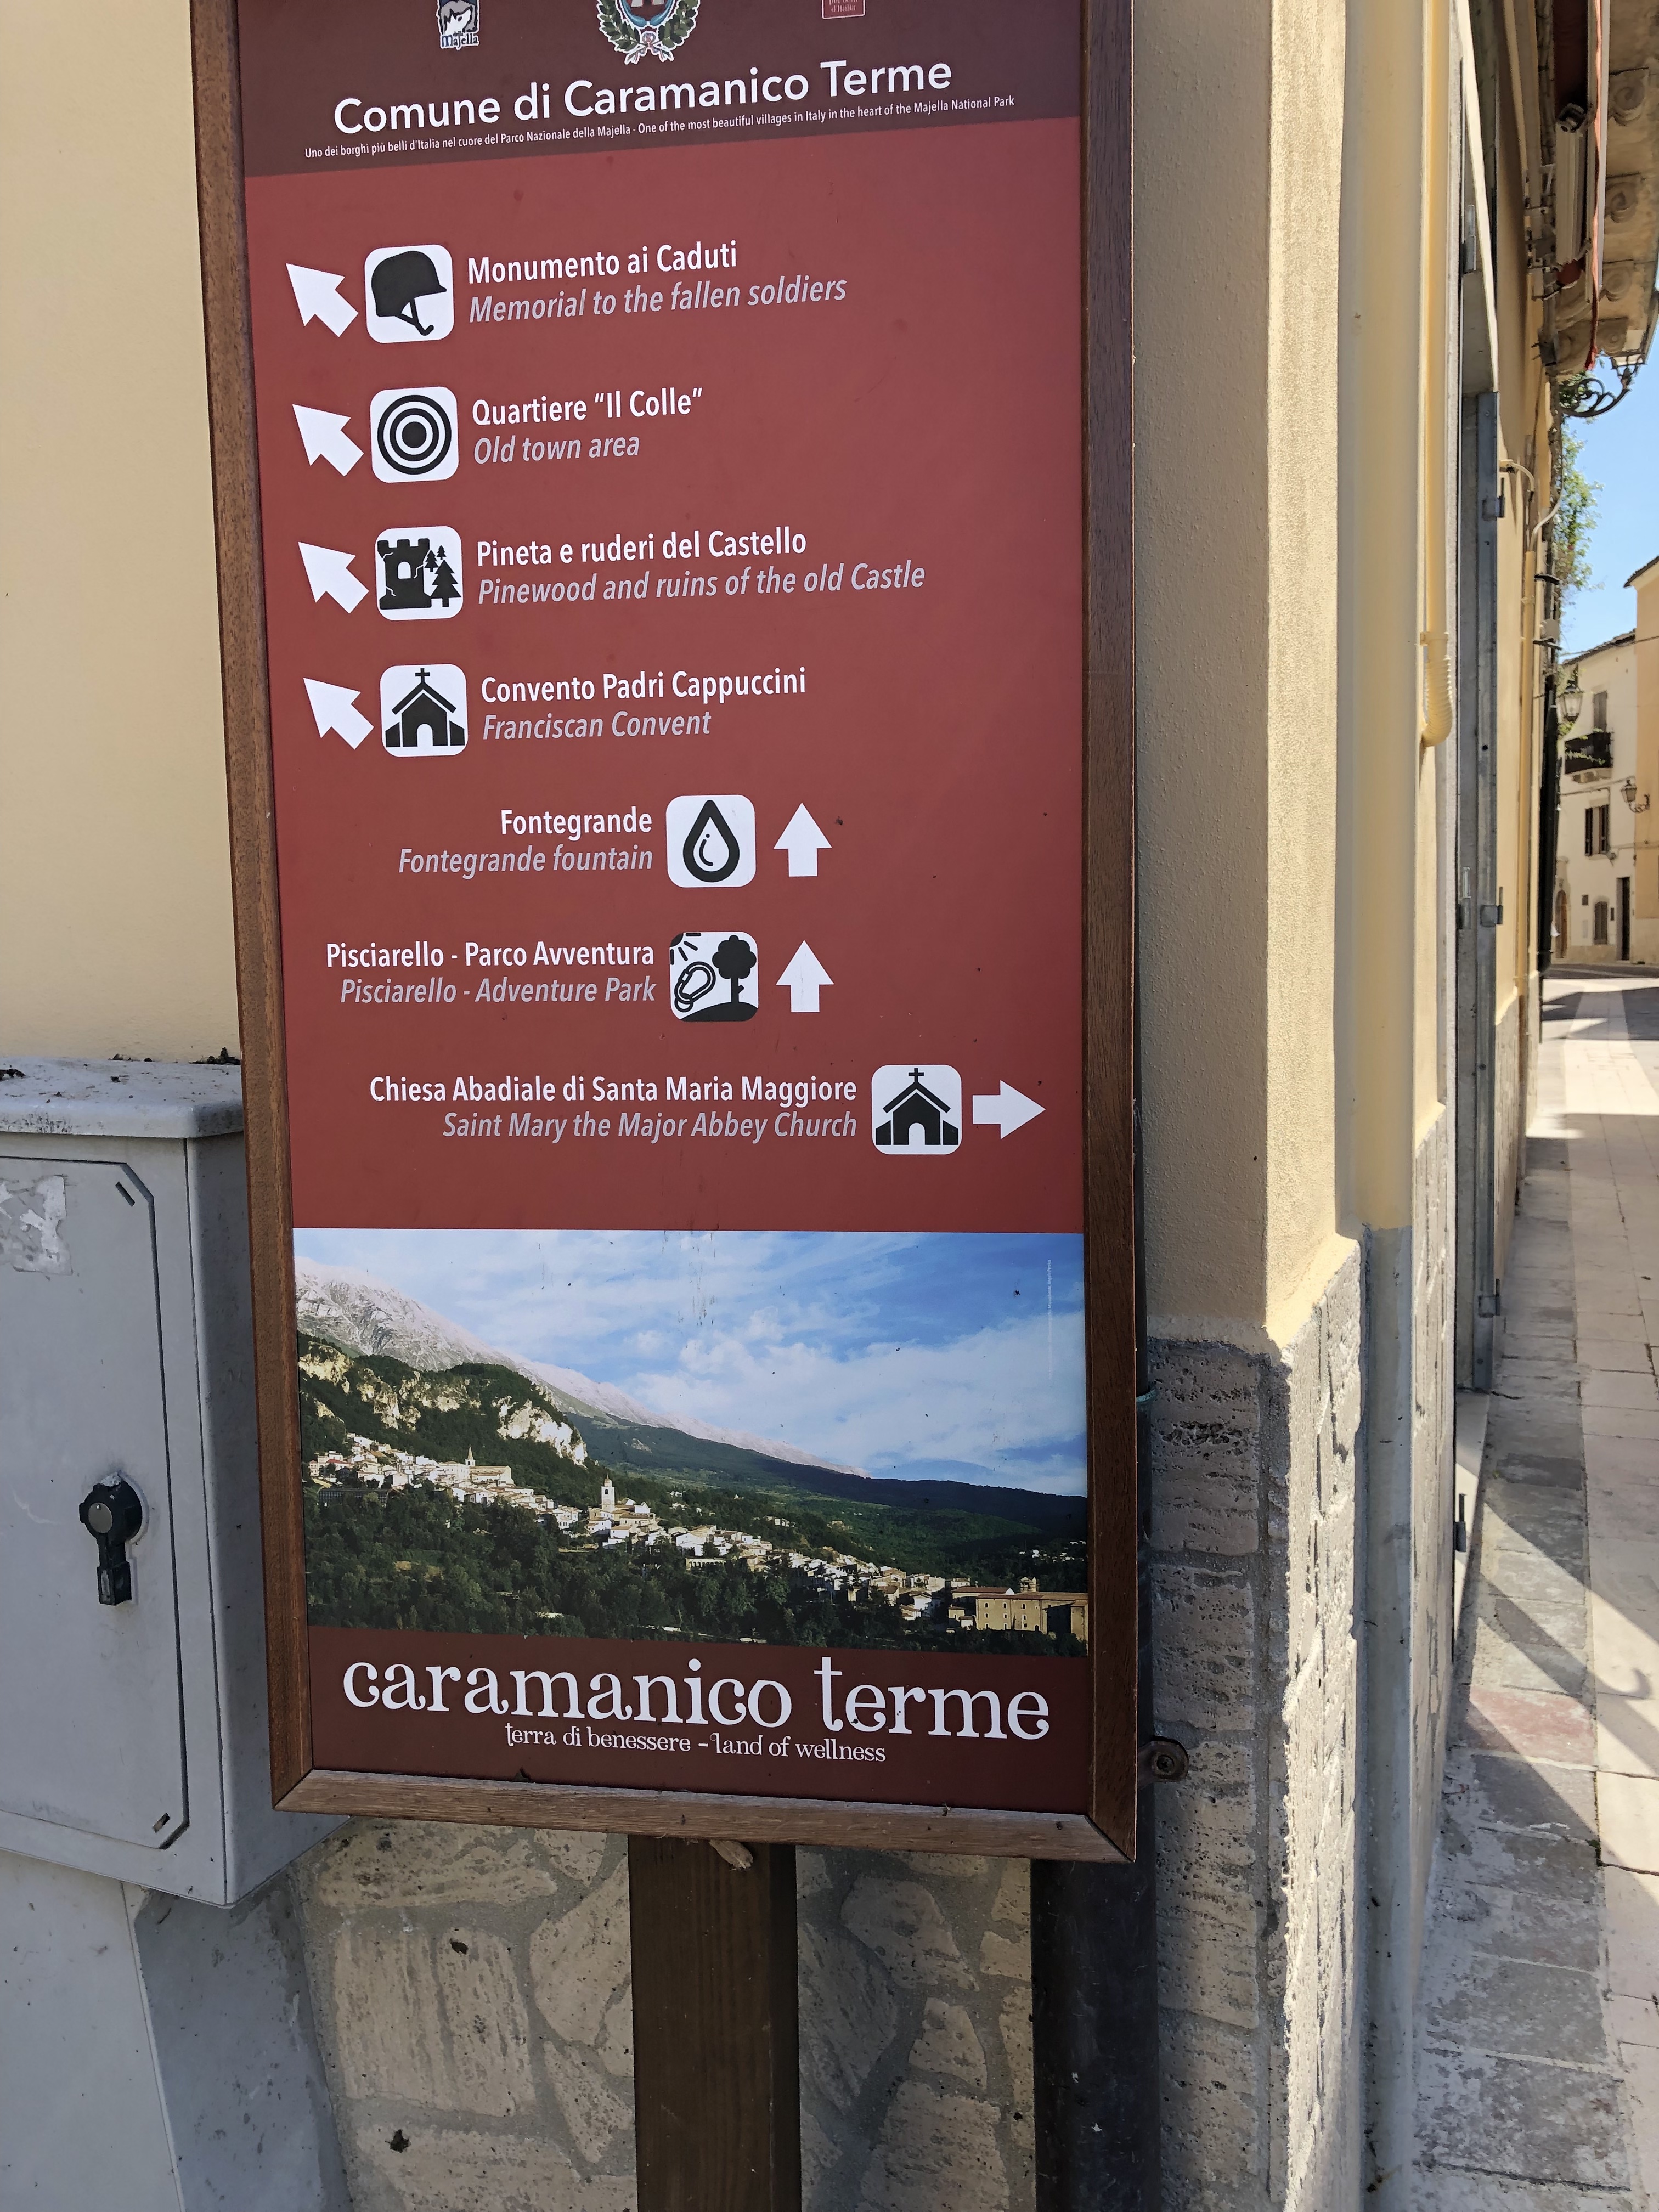 Majella
d'Italia
Comune di Caramanico Terme
Uno dei borghi più belli d'Italia nel cuore del Parco Nazionale della Majella - One of the most beautiful villages in Italy in the heart of the Majella National Park
Monumento ai Caduti
Memorial to the fallen soldiers
Quartiere “Il Colle”
Old town area
Pineta e ruderi del Castello
Pinewood and ruins of the old Castle
Convento Padri Cappuccini
Franciscan Convent
Fontegrande
Fontegrande fountain
Pisciarello - Parco Avventura
Pisciarello - Adventure Park
Chiesa Abadiale di Santa Maria Maggiore
Saint Mary the Major Abbey Church
caramanico terme
terra di benessere - land of wellness